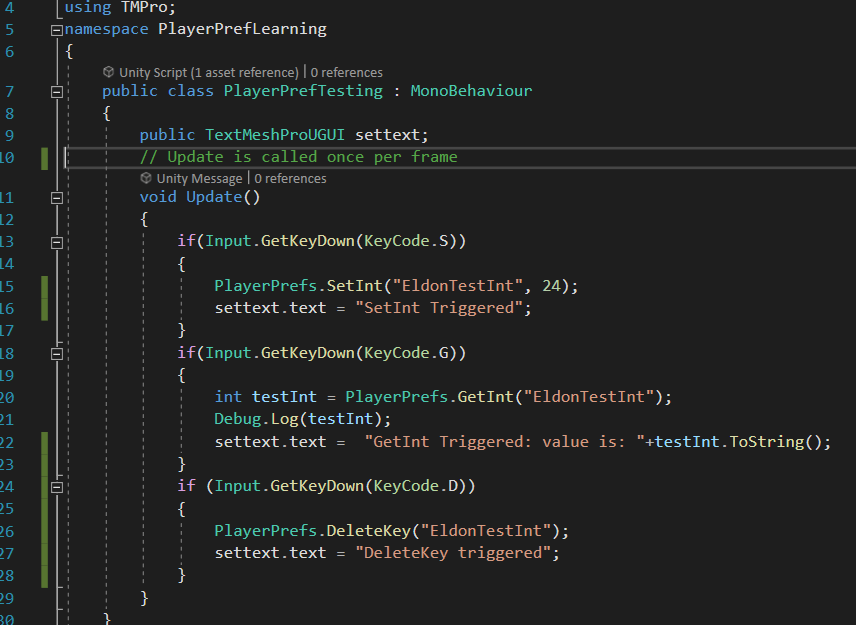 4 using TMPro;
5 namespace PlayerPrefLearning
6 {
Unity Script (1 asset reference) | 0 references
7 public class PlayerPrefTesting : MonoBehaviour
8 {
9 public TextMeshProUGUI settext;
10 // Update is called once per frame
Unity Message | 0 references
11 void Update()
12 {
13 if(Input.GetKeyDown(KeyCode.S))
14 {
15 PlayerPrefs.SetInt("EldonTestInt", 24);
16 settext.text = "SetInt Triggered";
17 }
18 if(Input.GetKeyDown(KeyCode.G))
19 {
20 int testInt = PlayerPrefs.GetInt("EldonTestInt");
21 Debug.Log(testInt);
22 settext.text =  "GetInt Triggered: value is: "+testInt.ToString();
23 }
24 if (Input.GetKeyDown(KeyCode.D))
25 {
26 PlayerPrefs.DeleteKey("EldonTestInt");
27 settext.text = "DeleteKey triggered";
28 }
29 }
30 }